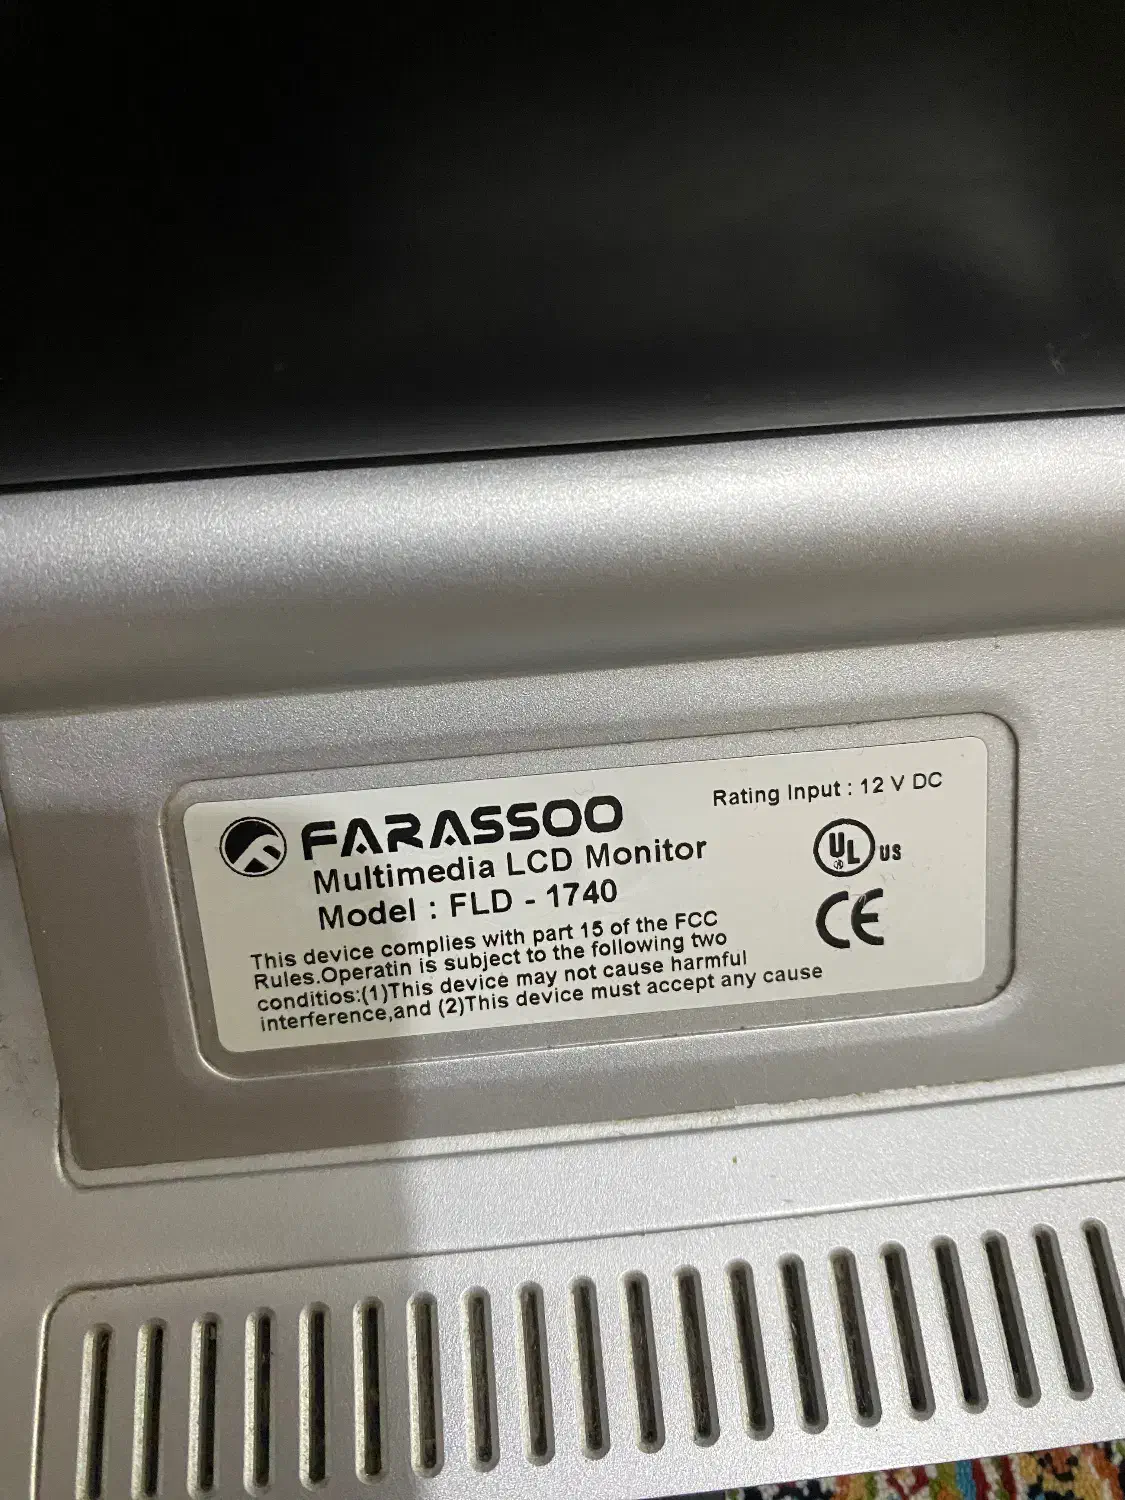 FARASSOO
Multimedia LCD Monitor
Model : FLD - 1740
Rating Input : 12 V DC
UL US
CE
This device complies with part 15 of the FCC
Rules.Operatin is subject to the following two
conditios:(1)This device may not cause harmful
interference,and (2)This device must accept any cause